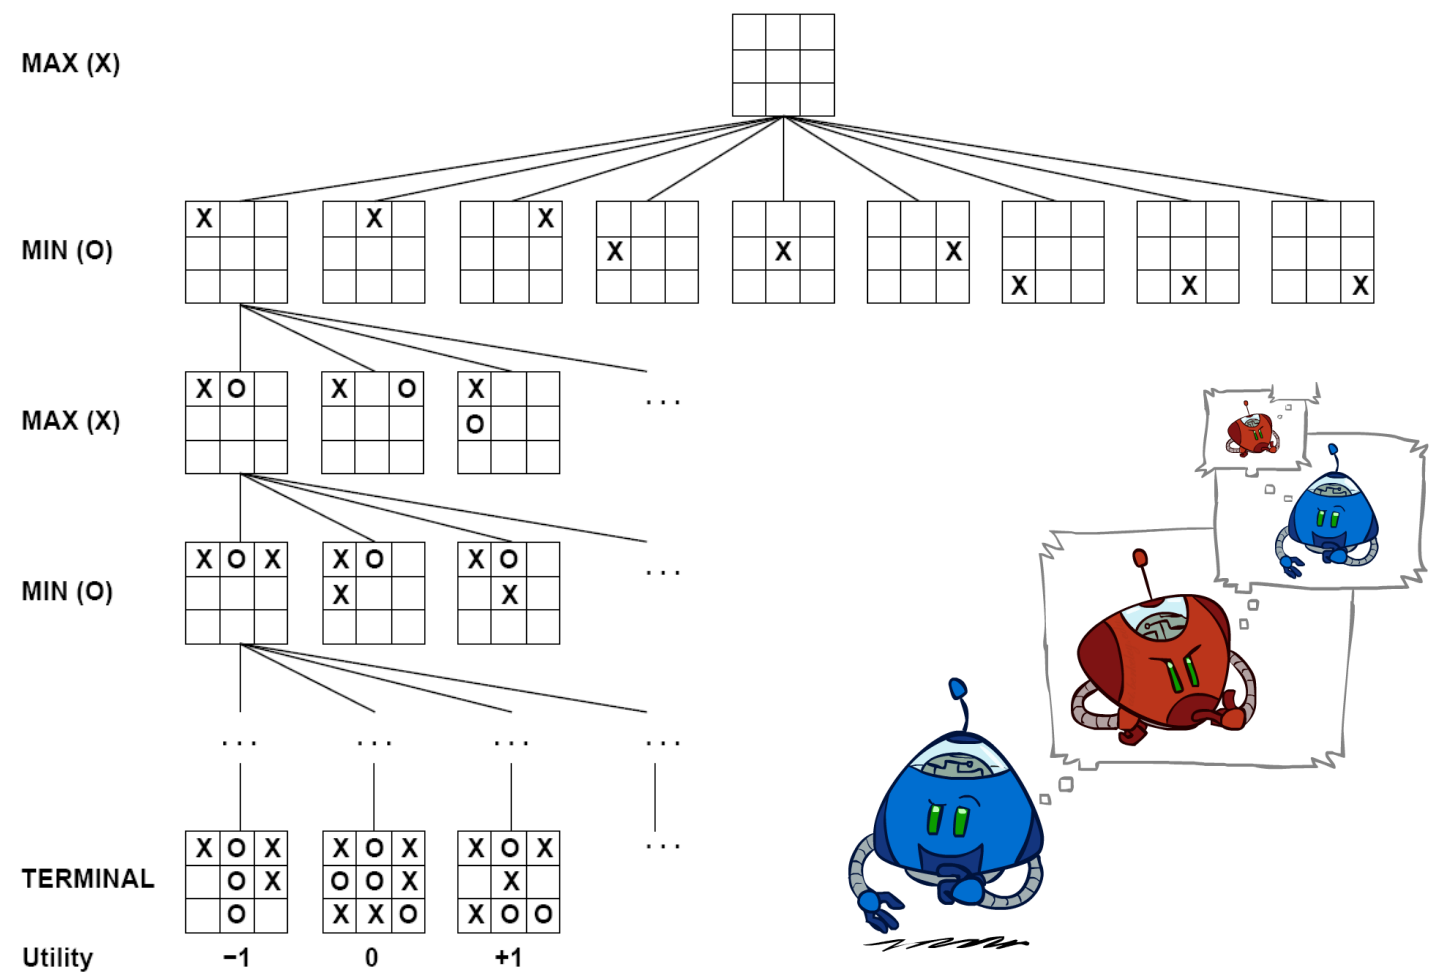 MAX (X)
MIN (O)
X X X
X X X
X X X
MAX (X)
X O X O X
O
...
MIN (O)
X O X X O X O
X X
...
... ... ... ...
TERMINAL
X O X X O X X O X
O X O O X X
O X X O X O O
...
Utility −1 0 +1